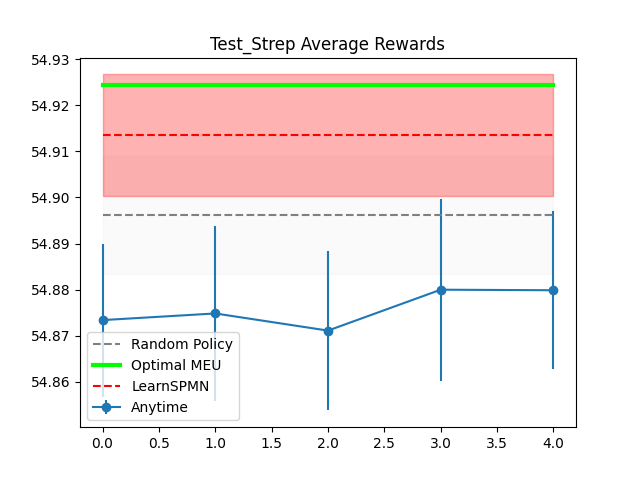 Test_Strep Average Rewards
54.93
54.92
54.91
54.90
54.89
54.88
54.87
54.86
Random Policy
Optimal MEU
LearnSPMN
Anytime
0.0 0.5 1.0 1.5 2.0 2.5 3.0 3.5 4.0